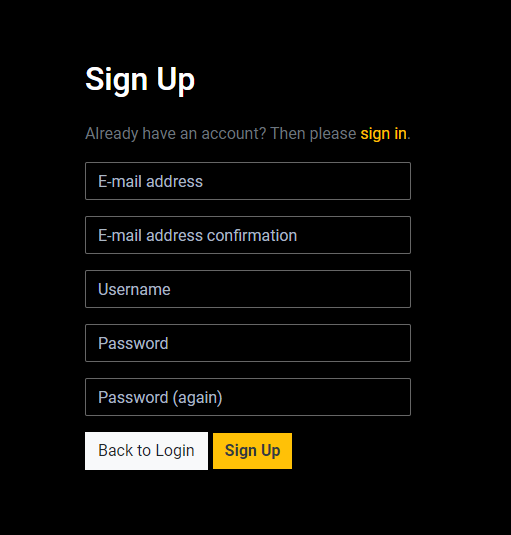 Sign Up
Already have an account? Then please sign in.
E-mail address
E-mail address confirmation
Username
Password
Password (again)
Back to Login Sign Up